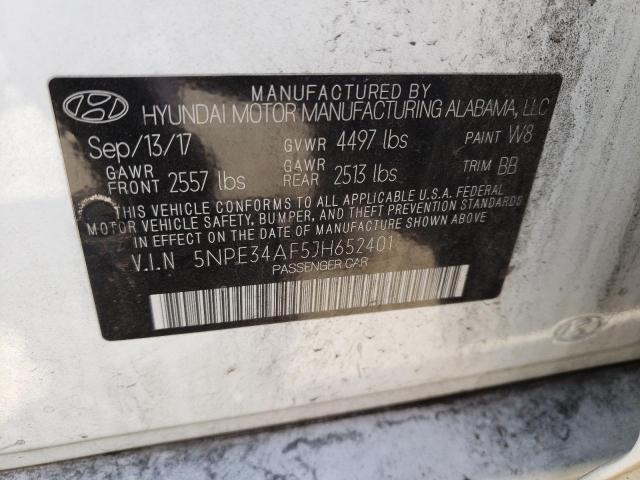 MANUFACTURED BY
HYUNDAI MOTOR MANUFACTURING ALABAMA, LLC
Sep/13/17 GVWR 4497 lbs PAINT W8
GAWR FRONT 2557 lbs GAWR REAR 2513 lbs TRIM BB
THIS VEHICLE CONFORMS TO ALL APPLICABLE U.S.A. FEDERAL
MOTOR VEHICLE SAFETY, BUMPER, AND THEFT PREVENTION STANDARDS
IN EFFECT ON THE DATE OF MANUFACTURE SHOWN ABOVE.
V.I.N 5NPE34AF5JH652401
PASSENGER CAR